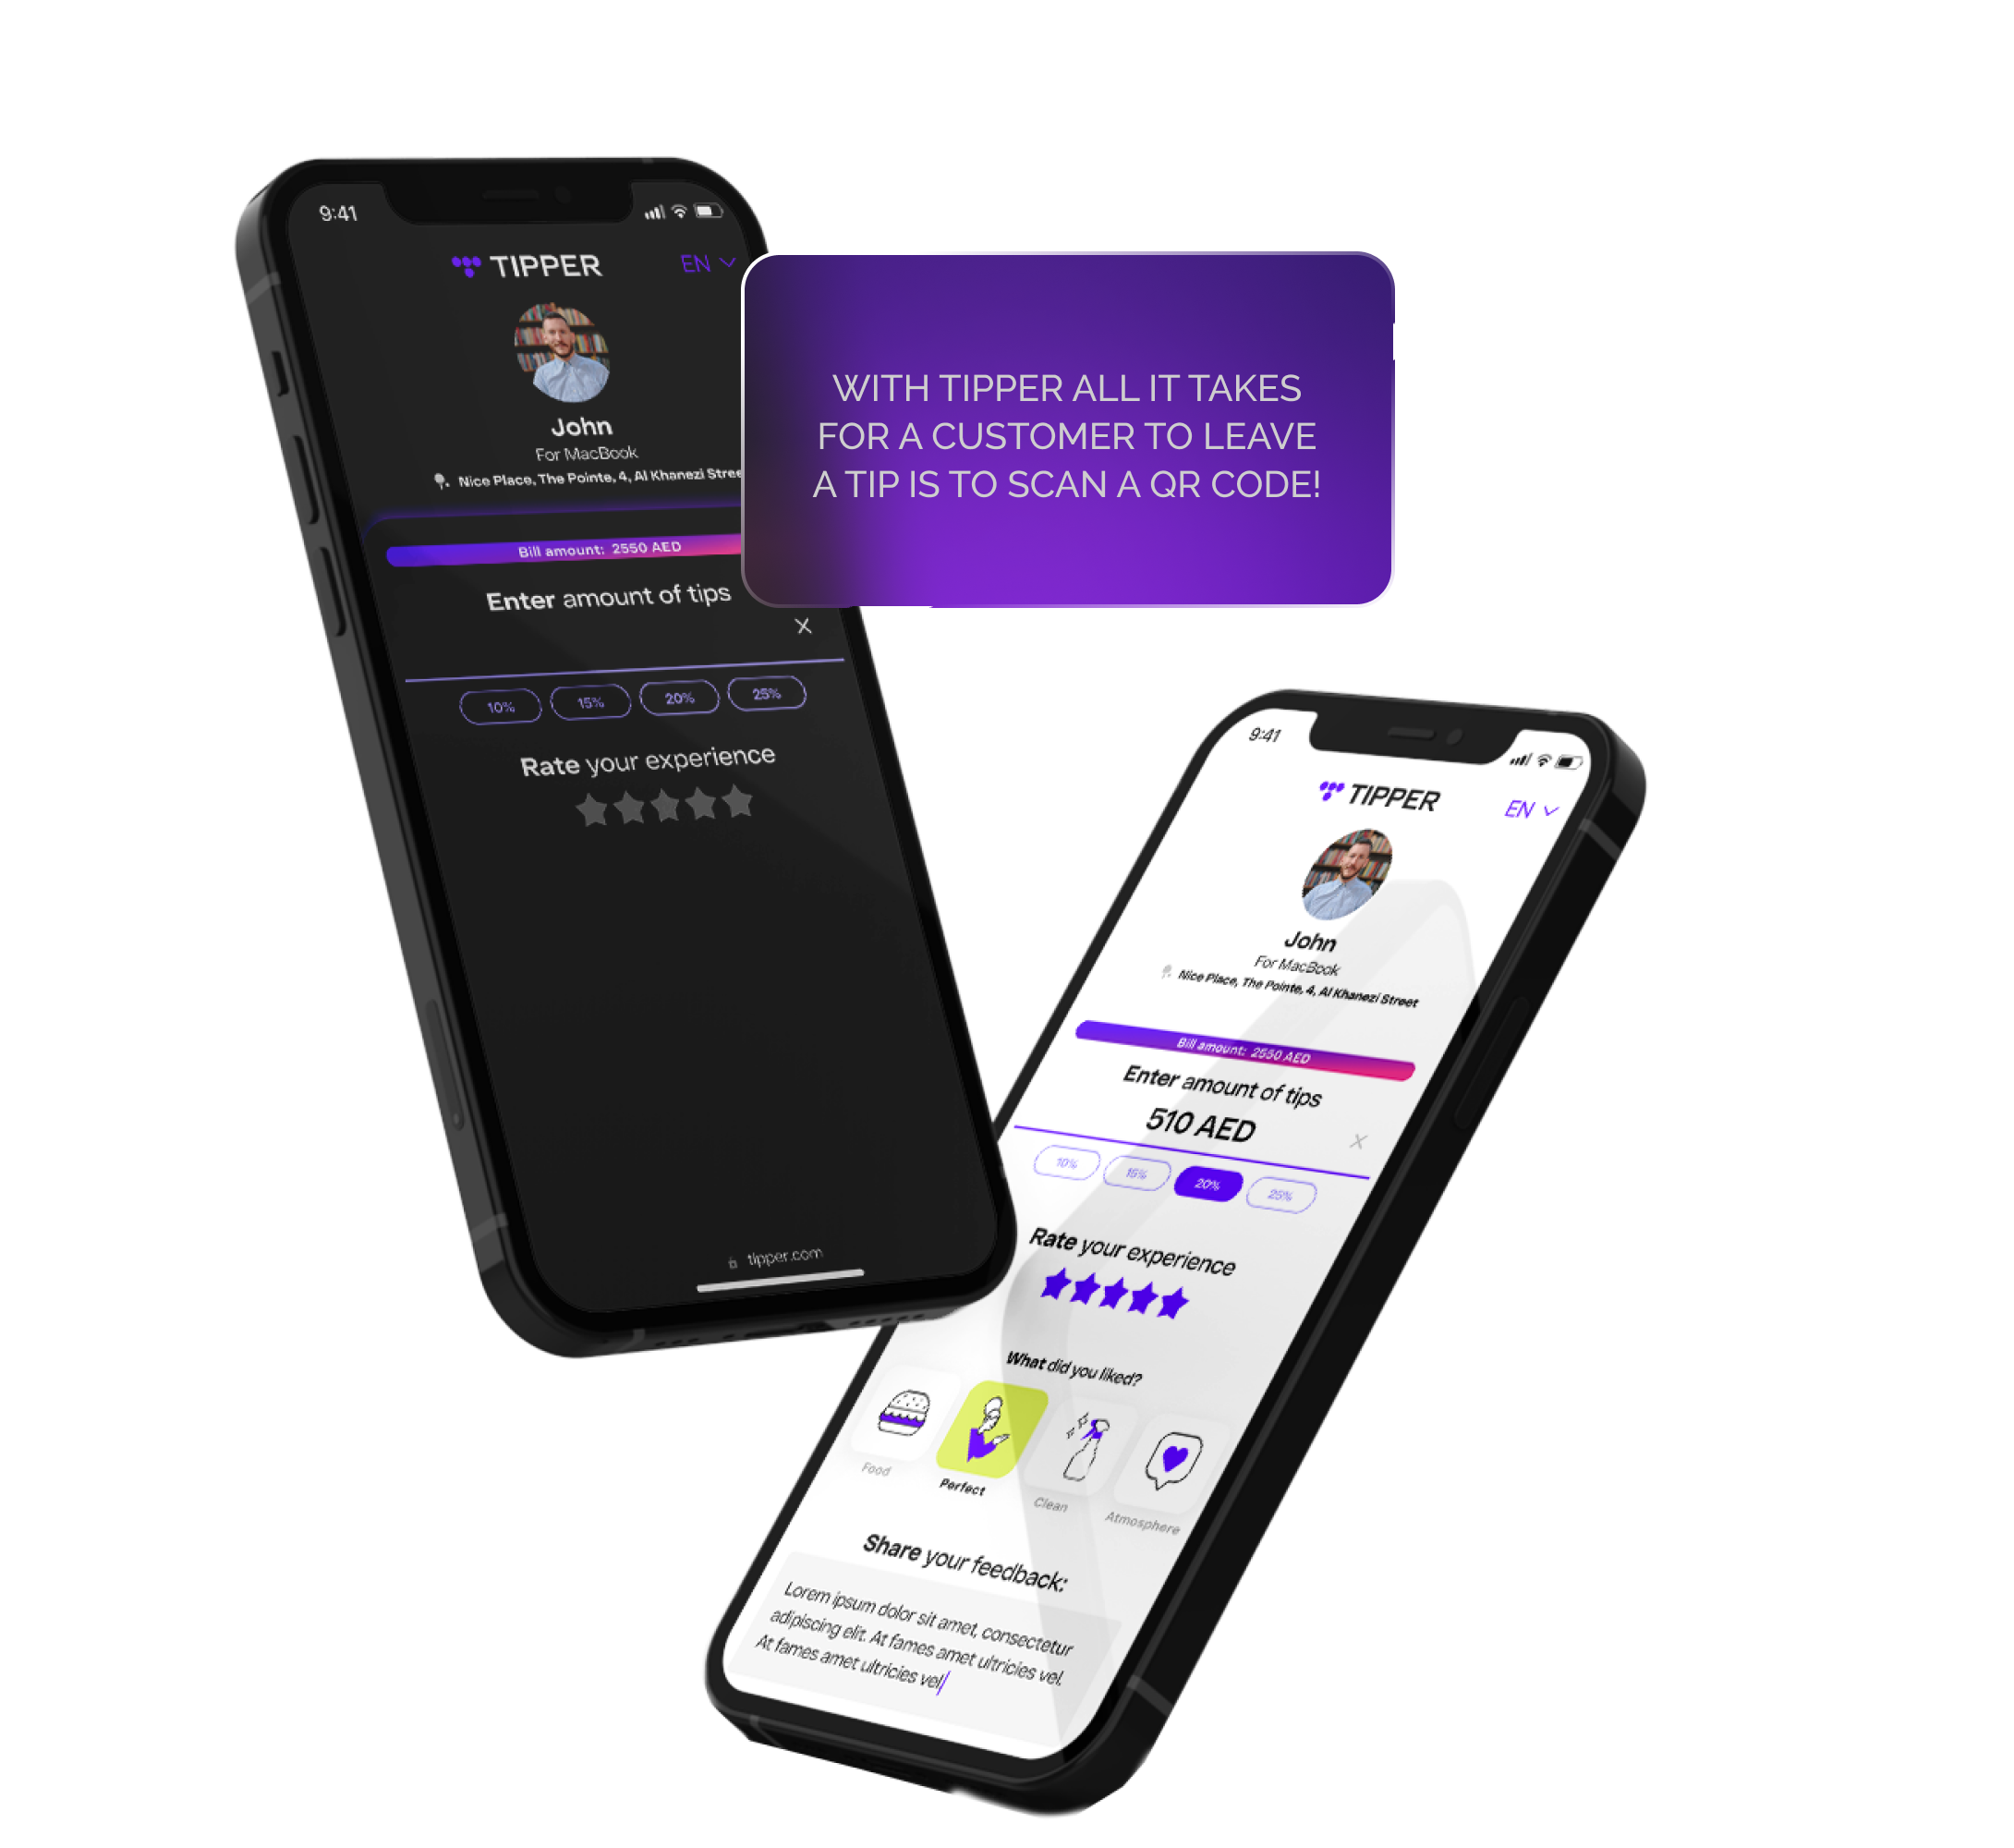 9:41
TIPPER
EN
John
For MacBook
Nice Place, The Pointe, 4, Al Khanezi Stree
Bill amount: 2550 AED
Enter amount of tips
X
10% 15% 20% 25%
Rate your experience
tipper.com
WITH TIPPER ALL IT TAKES
FOR A CUSTOMER TO LEAVE
A TIP IS TO SCAN A QR CODE!
9:41
TIPPER
EN
John
For MacBook
Nice Place, The Pointe, 4, Al Khanezi Street
Bill amount: 2550 AED
Enter amount of tips
510 AED
X
10% 15% 20% 25%
Rate your experience
What did you liked?
Food Perfect Clean Atmosphere
Share your feedback:
Lorem ipsum dolor sit amet, consectetur
adipiscing elit. At fames amet ultricies vel.
At fames amet ultricies vel